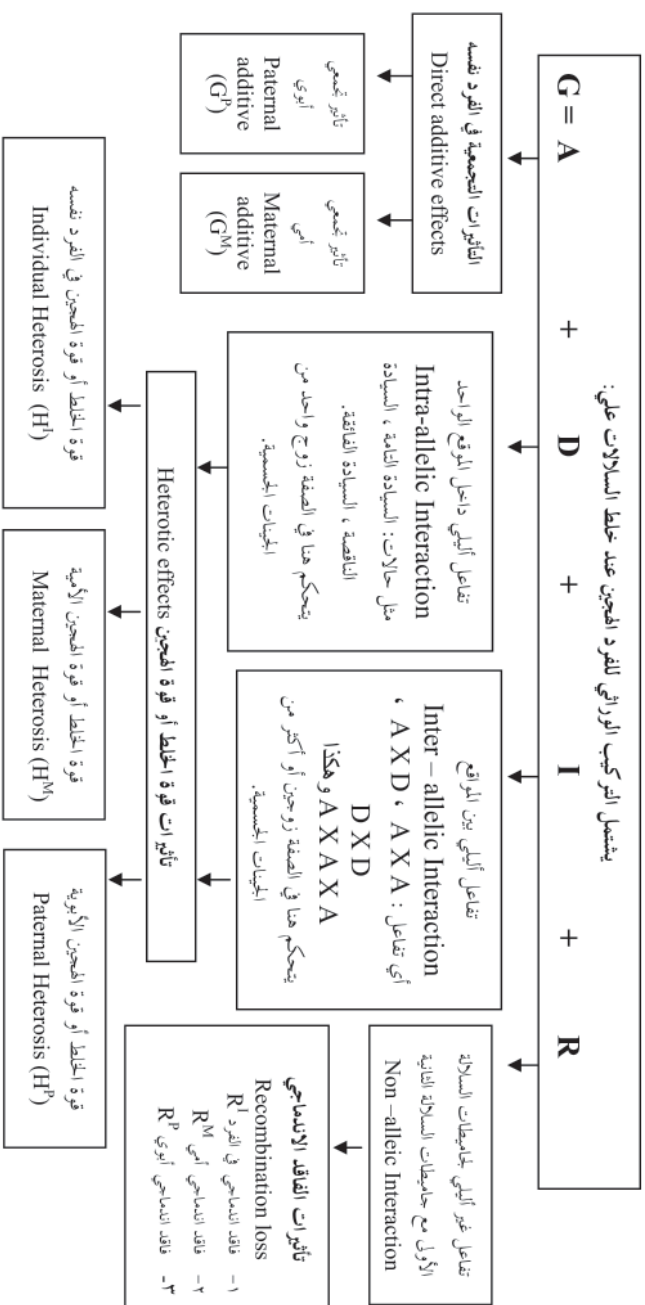 يشتمل التركيب الوراثي للفرد الهجين عند خلط السلالات علي:
G = A + D + I + R
التأثيرات التجمعية في الفرد نفسه
Direct additive effects
تأثير تجمعي
أبوي
Paternal
additive
(G^P)
تأثير تجمعي
أمي
Maternal
additive
(G^M)
تفاعل أليلي داخل الموقع الواحد
Intra-allelic Interaction
مثل حالات: السيادة التامة ، السيادة
الناقصة ، السيادة الفائقة.
يتحكم هنا في الصفة زوج واحد من
الجينات الجسمية.
تفاعل أليلي بين المواقع
Inter – allelic Interaction
أي تفاعل : A X D ، A X A ،
D X D
A X A X A وهكذا
يتحكم هنا في الصفة زوجين أو أكثر من
الجينات الجسمية.
تفاعل غير أليلي لجاميطات السلالة
الأولى مع جاميطات السلالة الثانية
Non –alleic Interaction
تأثيرات قوة الخلط أو قوة الهجين Heterotic effects
تأثيرات الفاقد الاندماجي
Recombination loss
١- فاقد اندماجي في الفرد R^I
٢- فاقد اندماجي أمي R^M
٣- فاقد اندماجي أبوي R^P
قوة الخلط أو قوة الهجين في الفرد نفسه
Individual Heterosis (H^I)
قوة الخلط أو قوة الهجين الأمية
Maternal Heterosis (H^M)
قوة الخلط أو قوة الهجين الأبوية
Paternal Heterosis (H^P)